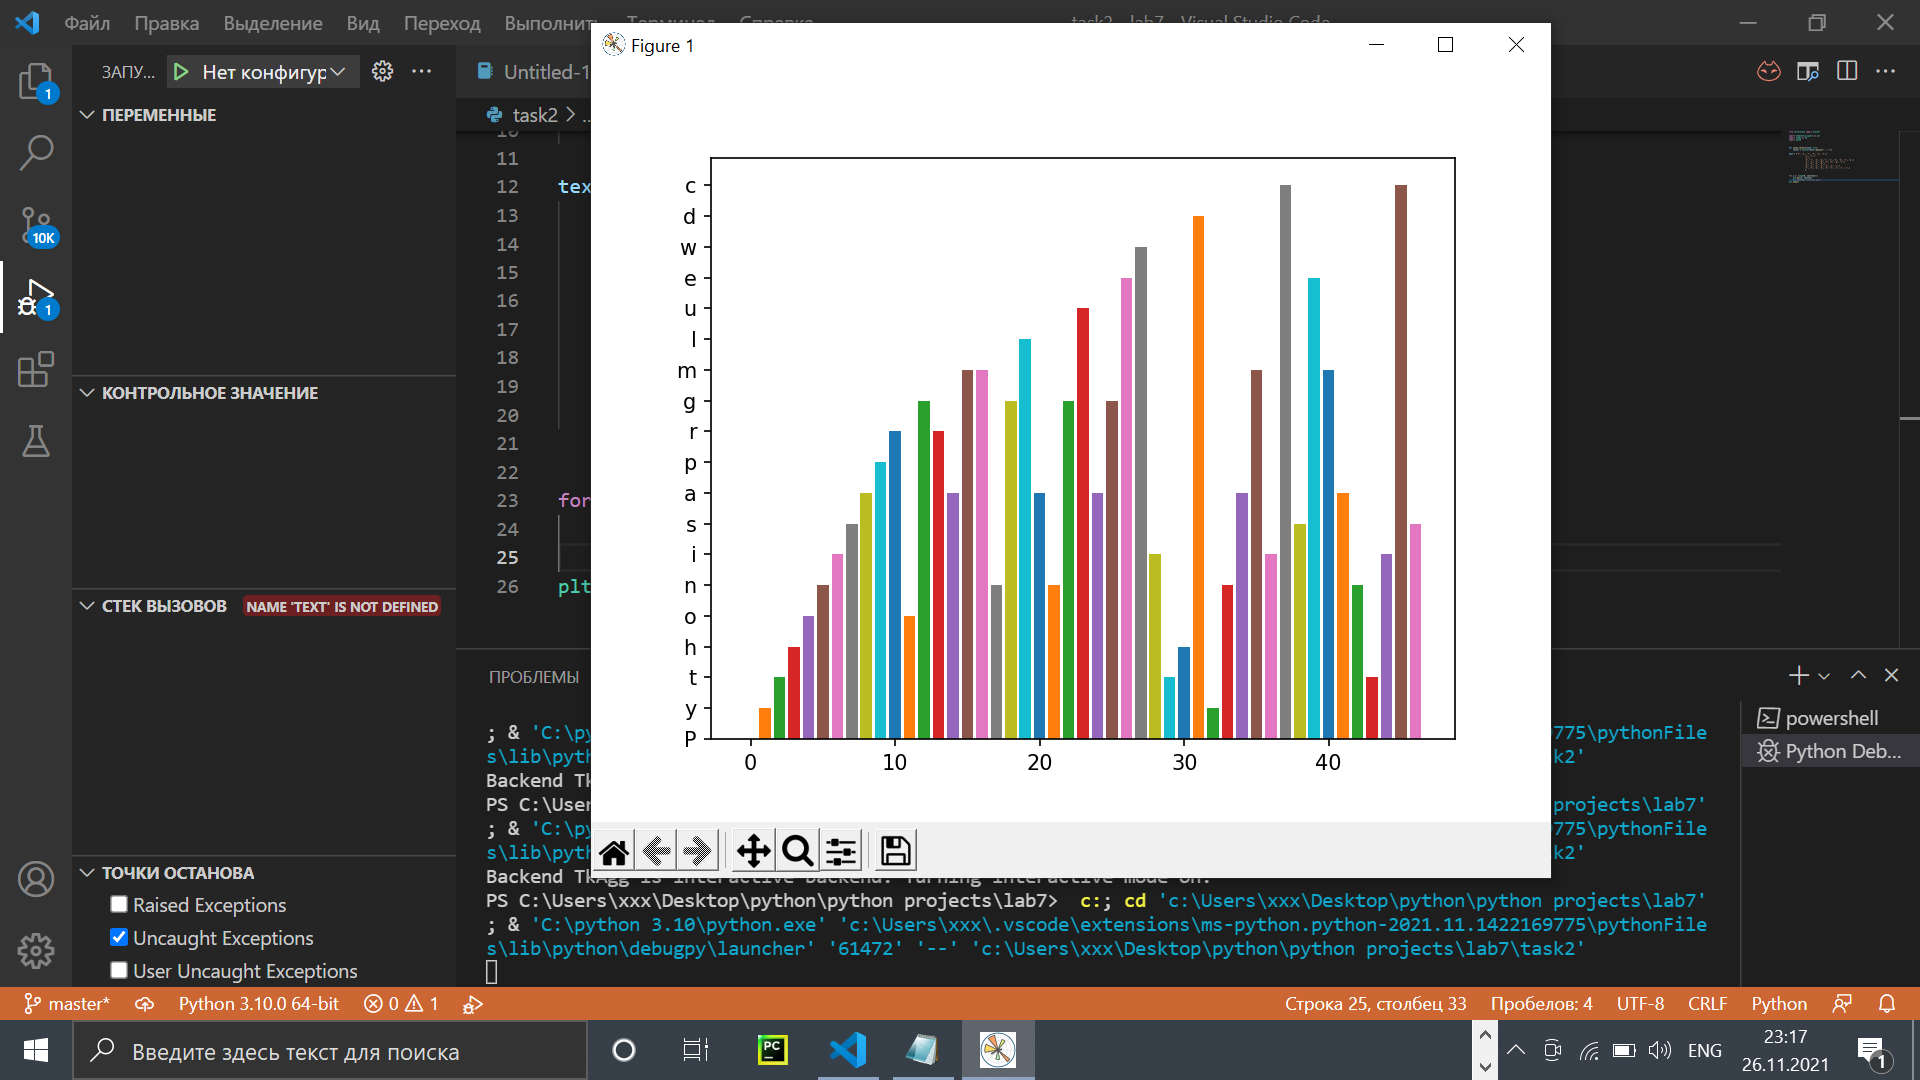 Файл Правка Выделение Вид Переход Выполнить Терминал Справка task2 - lab7 - Visual Studio Code
Figure 1
ЗАПУ... Нет конфигур
Untitled-1
ПЕРЕМЕННЫЕ
task2 > ..
10
11
12 tex
13
14
15
16
17
18
19
20
21
22
23 for
24
25
26 plt
1
10K
1
КОНТРОЛЬНОЕ ЗНАЧЕНИЕ
СТЕК ВЫЗОВОВ NAME 'TEXT' IS NOT DEFINED
c
d
w
e
u
l
m
g
r
p
a
s
i
n
o
h
t
y
P
0 10 20 30 40
ПРОБЛЕМЫ
powershell
Python Deb...
; & 'C:\py 775\pythonFile
s\lib\pyth k2'
Backend Tk
PS C:\User projects\lab7'
; & 'C:\py 775\pythonFile
s\lib\pyth k2'
Backend TkAgg is interactive backend. Turning interactive mode on.
PS C:\Users\xxx\Desktop\python\python projects\lab7> c:; cd 'c:\Users\xxx\Desktop\python\python projects\lab7'
; & 'C:\python 3.10\python.exe' 'c:\Users\xxx\.vscode\extensions\ms-python.python-2021.11.1422169775\pythonFile
s\lib\python\debugpy\launcher' '61472' '--' 'c:\Users\xxx\Desktop\python\python projects\lab7\task2'
ТОЧКИ ОСТАНОВА
Raised Exceptions
Uncaught Exceptions
User Uncaught Exceptions
master* Python 3.10.0 64-bit 0 1 Строка 25, столбец 33 Пробелов: 4 UTF-8 CRLF Python
Введите здесь текст для поиска
PC
ENG
23:17
26.11.2021
1